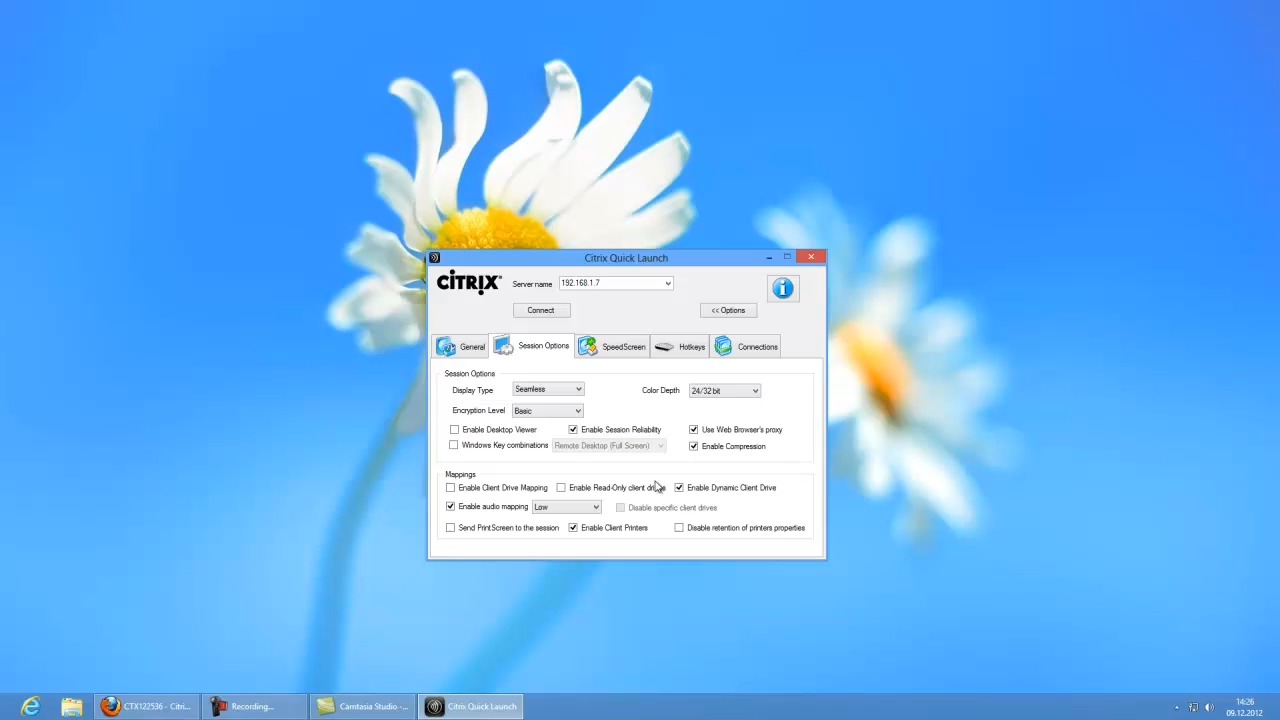 Citrix Quick Launch
CİTRIX
Server name 192.168.1.7
Connect << Options
General Session Options SpeedScreen Hotkeys Connections
Session Options
Display Type Seamless Color Depth 24/32 bit
Encryption Level Basic
Enable Desktop Viewer Enable Session Reliability Use Web Browser's proxy
Windows Key combinations Remote Desktop (Full Screen) Enable Compression
Mappings
Enable Client Drive Mapping Enable Read-Only client Enable Dynamic Client Drive
Enable audio mapping Low Disable specific client drives
Send PrintScreen to the session Enable Client Printers Disable retention of printers properties
CTX122536 - Citri... Recording... Camtasia Studio -... Citrix Quick Launch
14:26
09.12.2012